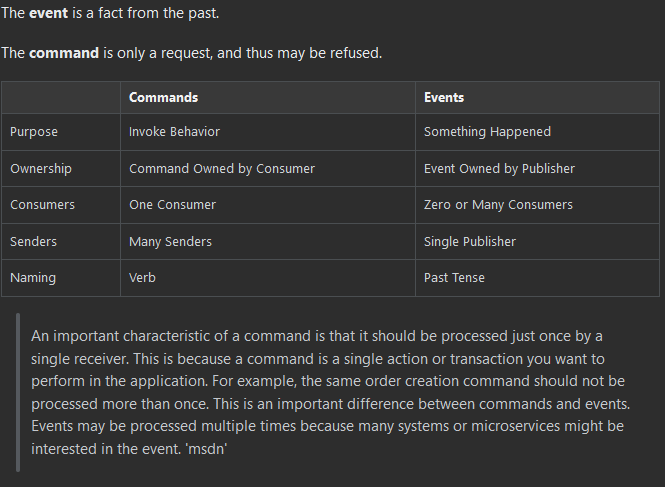 The event is a fact from the past.
The command is only a request, and thus may be refused.
Commands Events
Purpose Invoke Behavior Something Happened
Ownership Command Owned by Consumer Event Owned by Publisher
Consumers One Consumer Zero or Many Consumers
Senders Many Senders Single Publisher
Naming Verb Past Tense
An important characteristic of a command is that it should be processed just once by a
single receiver. This is because a command is a single action or transaction you want to
perform in the application. For example, the same order creation command should not be
processed more than once. This is an important difference between commands and events.
Events may be processed multiple times because many systems or microservices might be
interested in the event. 'msdn'